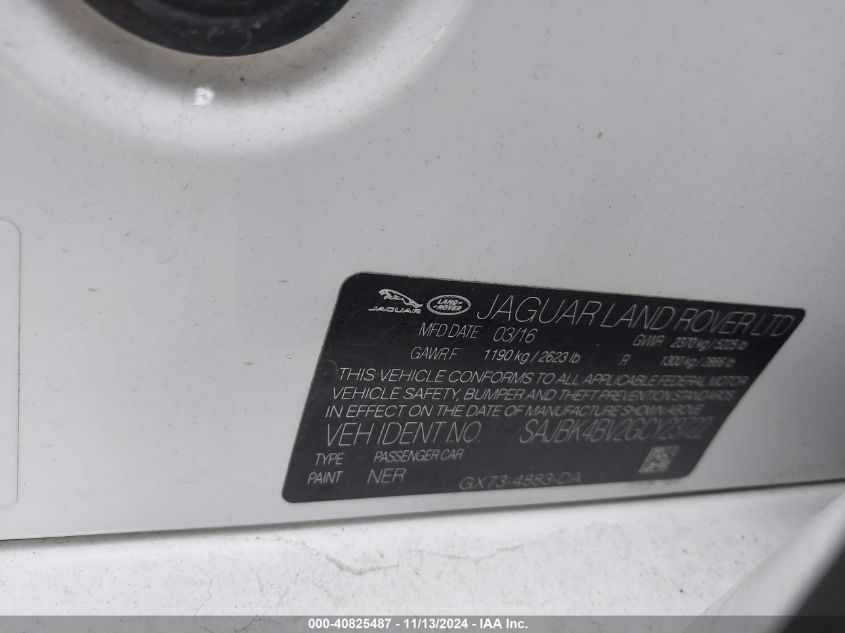 JAGUAR LAND ROVER JAGUAR LAND ROVER LTD
MFD DATE 03/16 GVWR 2370 kg / 5225 lb
GAWR F 1190 kg / 2623 lb R 1300 kg / 2866 lb
THIS VEHICLE CONFORMS TO ALL APPLICABLE FEDERAL MOTOR
VEHICLE SAFETY, BUMPER AND THEFT PREVENTION STANDARDS
IN EFFECT ON THE DATE OF MANUFACTURE SHOWN ABOVE.
VEH IDENT NO. SAJBK4BV2GCY23722
TYPE PASSENGER CAR
PAINT NER GX73-4883-DA
000-40825487 - 11/13/2024 - IAA Inc.